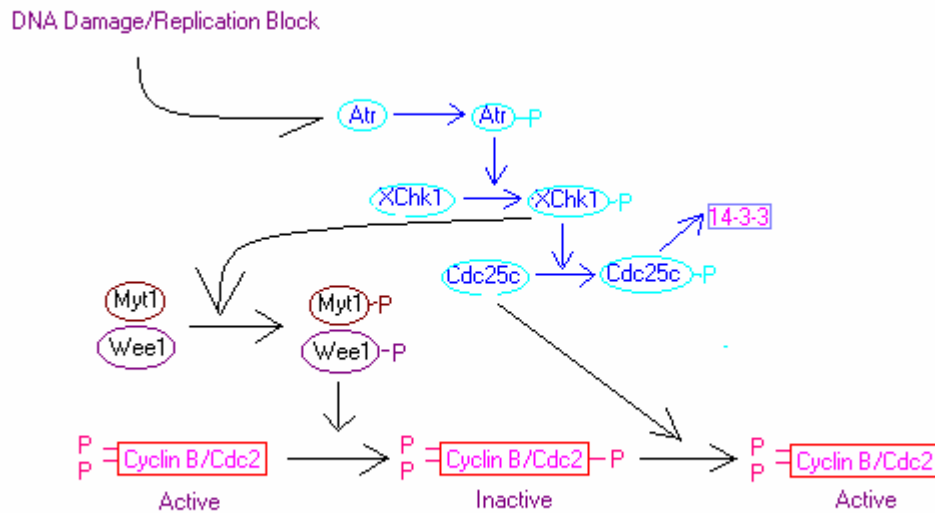 DNA Damage/Replication Block
Atr
Atr
P
XChk1
XChk1
P
14-3-3
Cdc25c
Cdc25c
P
Myt1
Wee1
Myt1
P
Wee1
P
P
P
Cyclin B/Cdc2
P
P
Cyclin B/Cdc2
P
P
P
Cyclin B/Cdc2
Active
Inactive
Active